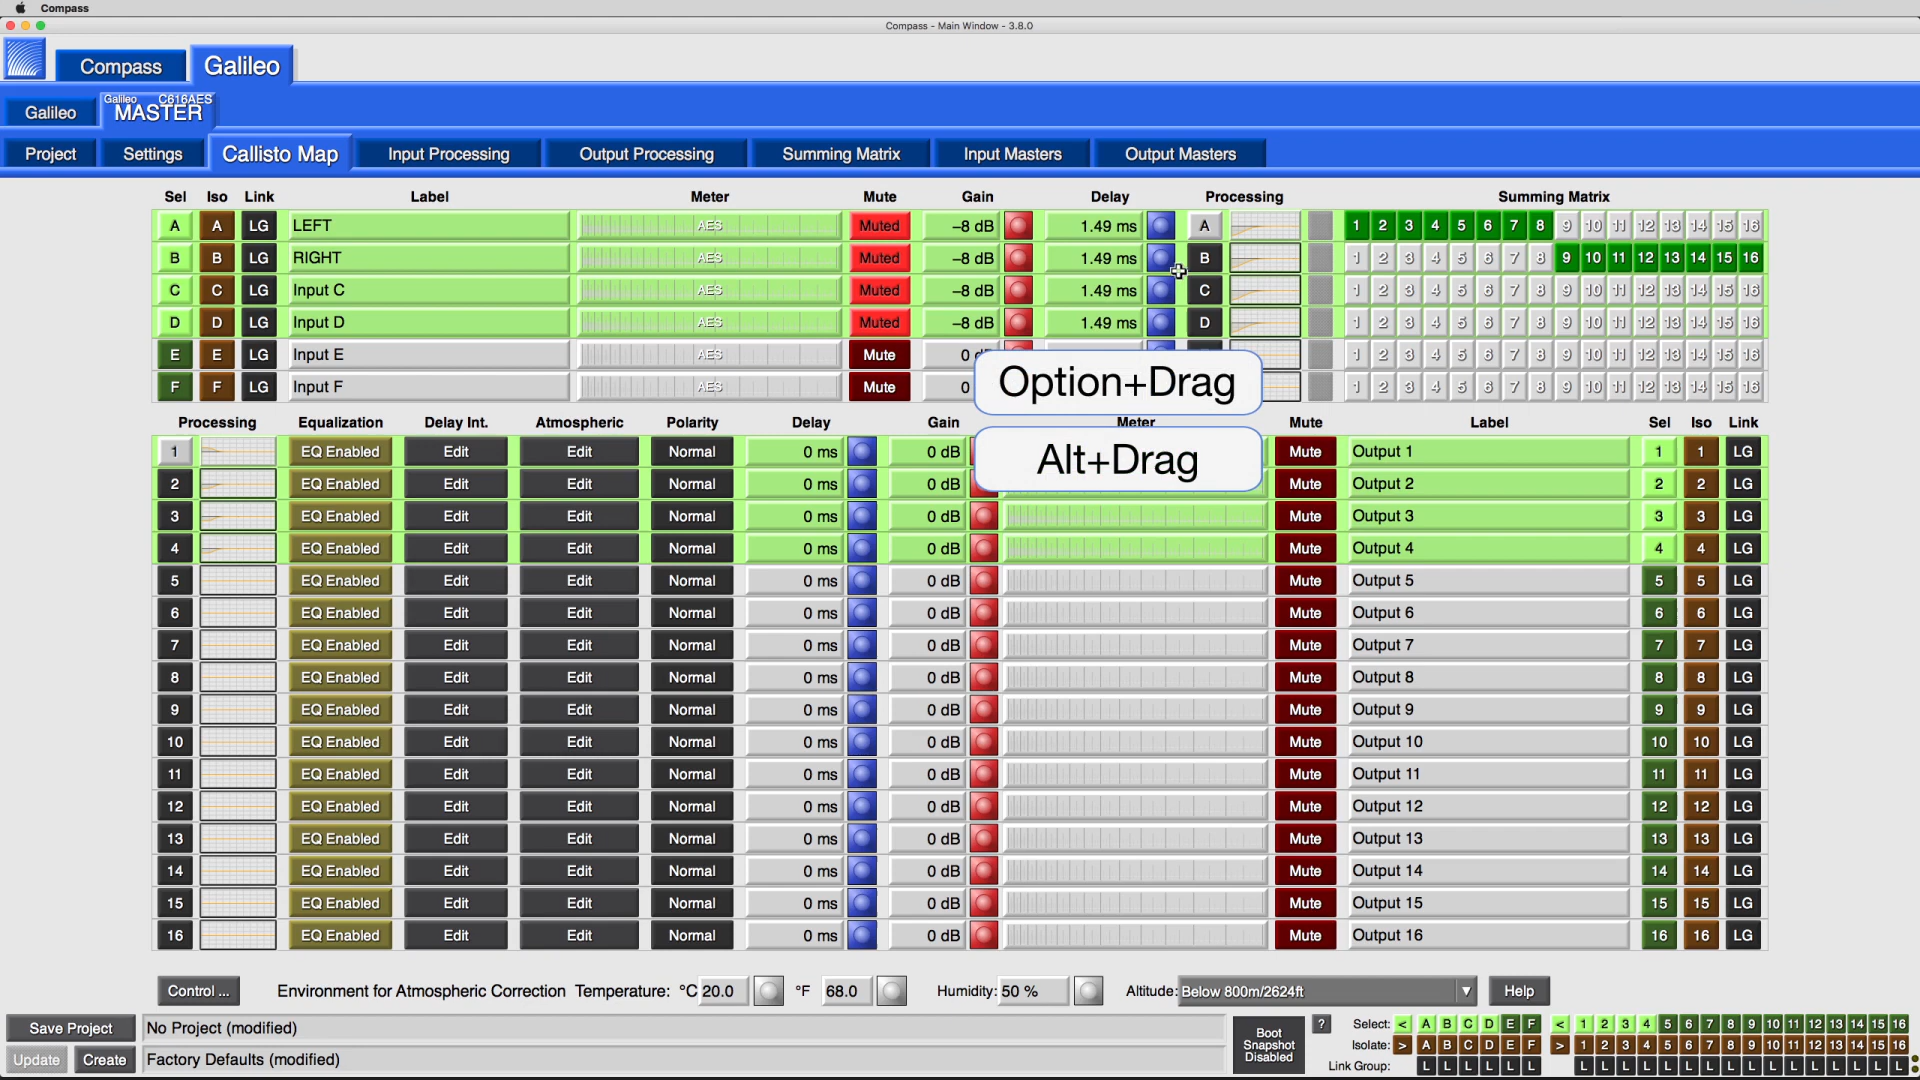 Compass
Compass - Main Window - 3.8.0
Compass Galileo
Galileo Galileo C616AES MASTER
Project Settings Callisto Map Input Processing Output Processing Summing Matrix Input Masters Output Masters
Sel Iso Link Label Meter Mute Gain Delay Processing Summing Matrix
A A LG LEFT AES Muted –8 dB 1.49 ms A 1 2 3 4 5 6 7 8 9 10 11 12 13 14 15 16
B B LG RIGHT AES Muted –8 dB 1.49 ms B 1 2 3 4 5 6 7 8 9 10 11 12 13 14 15 16
C C LG Input C AES Muted –8 dB 1.49 ms C 1 2 3 4 5 6 7 8 9 10 11 12 13 14 15 16
D D LG Input D AES Muted –8 dB 1.49 ms D 1 2 3 4 5 6 7 8 9 10 11 12 13 14 15 16
E E LG Input E AES Mute 0 1 2 3 4 5 6 7 8 9 10 11 12 13 14 15 16
F F LG Input F AES Mute 0 1 2 3 4 5 6 7 8 9 10 11 12 13 14 15 16
Option+Drag
Alt+Drag
Processing Equalization Delay Int. Atmospheric Polarity Delay Gain Meter Mute Label Sel Iso Link
1 EQ Enabled Edit Edit Normal 0 ms 0 dB Mute Output 1 1 1 LG
2 EQ Enabled Edit Edit Normal 0 ms 0 dB Mute Output 2 2 2 LG
3 EQ Enabled Edit Edit Normal 0 ms 0 dB Mute Output 3 3 3 LG
4 EQ Enabled Edit Edit Normal 0 ms 0 dB Mute Output 4 4 4 LG
5 EQ Enabled Edit Edit Normal 0 ms 0 dB Mute Output 5 5 5 LG
6 EQ Enabled Edit Edit Normal 0 ms 0 dB Mute Output 6 6 6 LG
7 EQ Enabled Edit Edit Normal 0 ms 0 dB Mute Output 7 7 7 LG
8 EQ Enabled Edit Edit Normal 0 ms 0 dB Mute Output 8 8 8 LG
9 EQ Enabled Edit Edit Normal 0 ms 0 dB Mute Output 9 9 9 LG
10 EQ Enabled Edit Edit Normal 0 ms 0 dB Mute Output 10 10 10 LG
11 EQ Enabled Edit Edit Normal 0 ms 0 dB Mute Output 11 11 11 LG
12 EQ Enabled Edit Edit Normal 0 ms 0 dB Mute Output 12 12 12 LG
13 EQ Enabled Edit Edit Normal 0 ms 0 dB Mute Output 13 13 13 LG
14 EQ Enabled Edit Edit Normal 0 ms 0 dB Mute Output 14 14 14 LG
15 EQ Enabled Edit Edit Normal 0 ms 0 dB Mute Output 15 15 15 LG
16 EQ Enabled Edit Edit Normal 0 ms 0 dB Mute Output 16 16 16 LG
Control ... Environment for Atmospheric Correction Temperature: °C 20.0 °F 68.0 Humidity: 50 % Altitude: Below 800m/2624ft Help
Save Project No Project (modified)
Update Create Factory Defaults (modified)
Boot
Snapshot
Disabled
? Select: < A B C D E F < 1 2 3 4 5 6 7 8 9 10 11 12 13 14 15 16
Isolate: > A B C D E F > 1 2 3 4 5 6 7 8 9 10 11 12 13 14 15 16
Link Group: L L L L L L L L L L L L L L L L L L L L L L